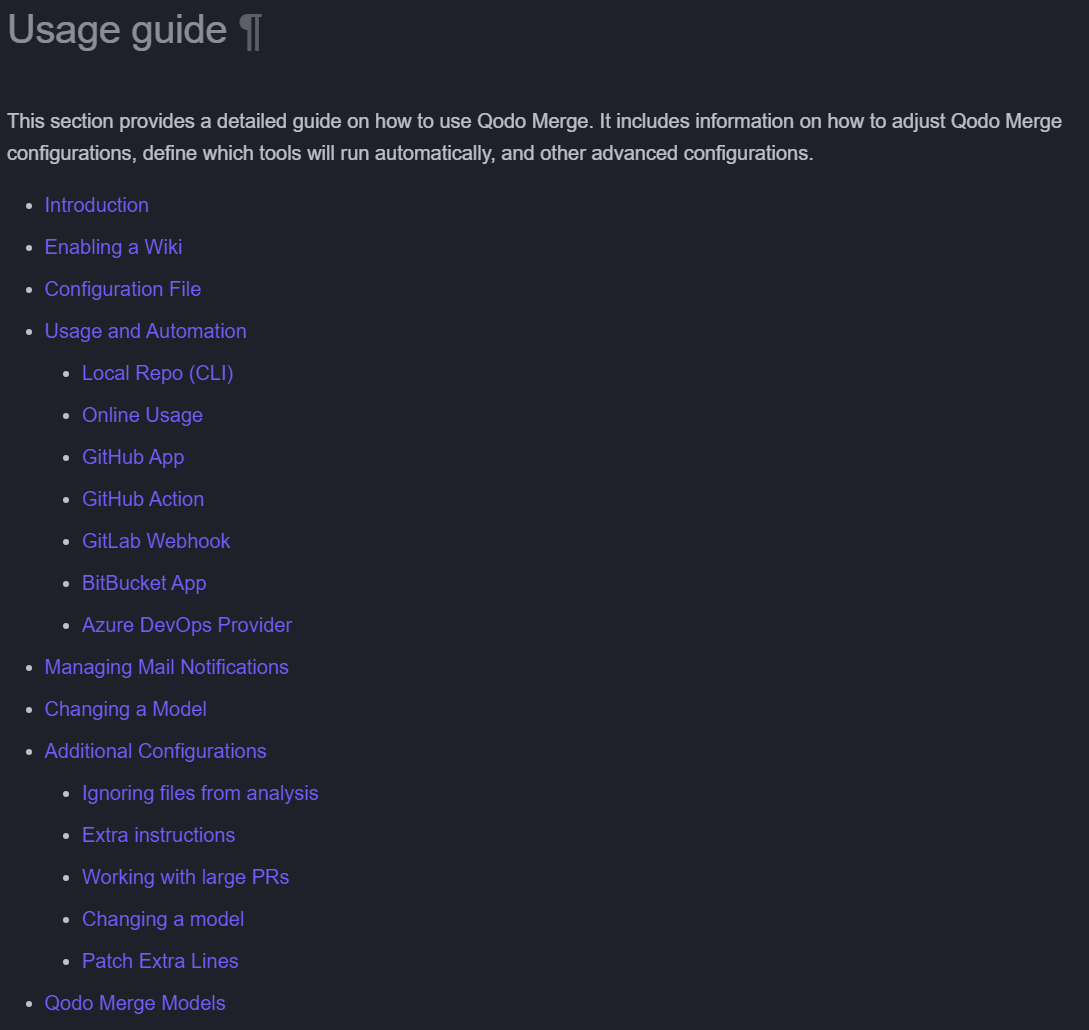 Usage guide ¶
This section provides a detailed guide on how to use Qodo Merge. It includes information on how to adjust Qodo Merge
configurations, define which tools will run automatically, and other advanced configurations.
• Introduction
• Enabling a Wiki
• Configuration File
• Usage and Automation
• Local Repo (CLI)
• Online Usage
• GitHub App
• GitHub Action
• GitLab Webhook
• BitBucket App
• Azure DevOps Provider
• Managing Mail Notifications
• Changing a Model
• Additional Configurations
• Ignoring files from analysis
• Extra instructions
• Working with large PRs
• Changing a model
• Patch Extra Lines
• Qodo Merge Models